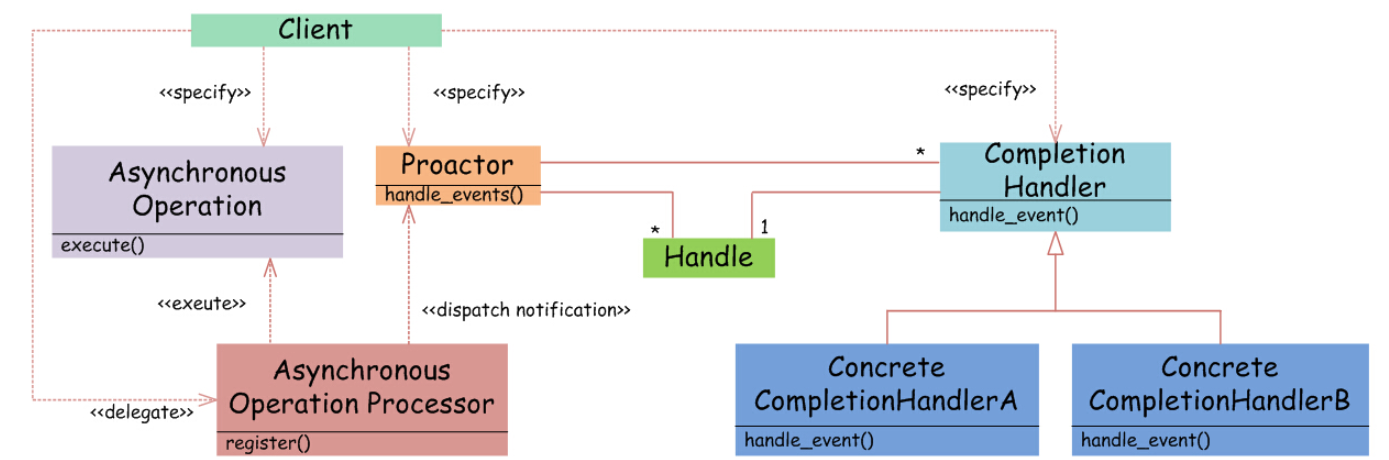 Client
<<specify>>
<<specify>>
<<specify>>
Asynchronous
Operation
execute()
Proactor
handle_events()
*
Completion
Handler
handle_event()
*
1
Handle
<<exeute>>
<<dispatch notification>>
Asynchronous
Operation Processor
register()
<<delegate>>
Concrete
CompletionHandlerA
handle_event()
Concrete
CompletionHandlerB
handle_event()